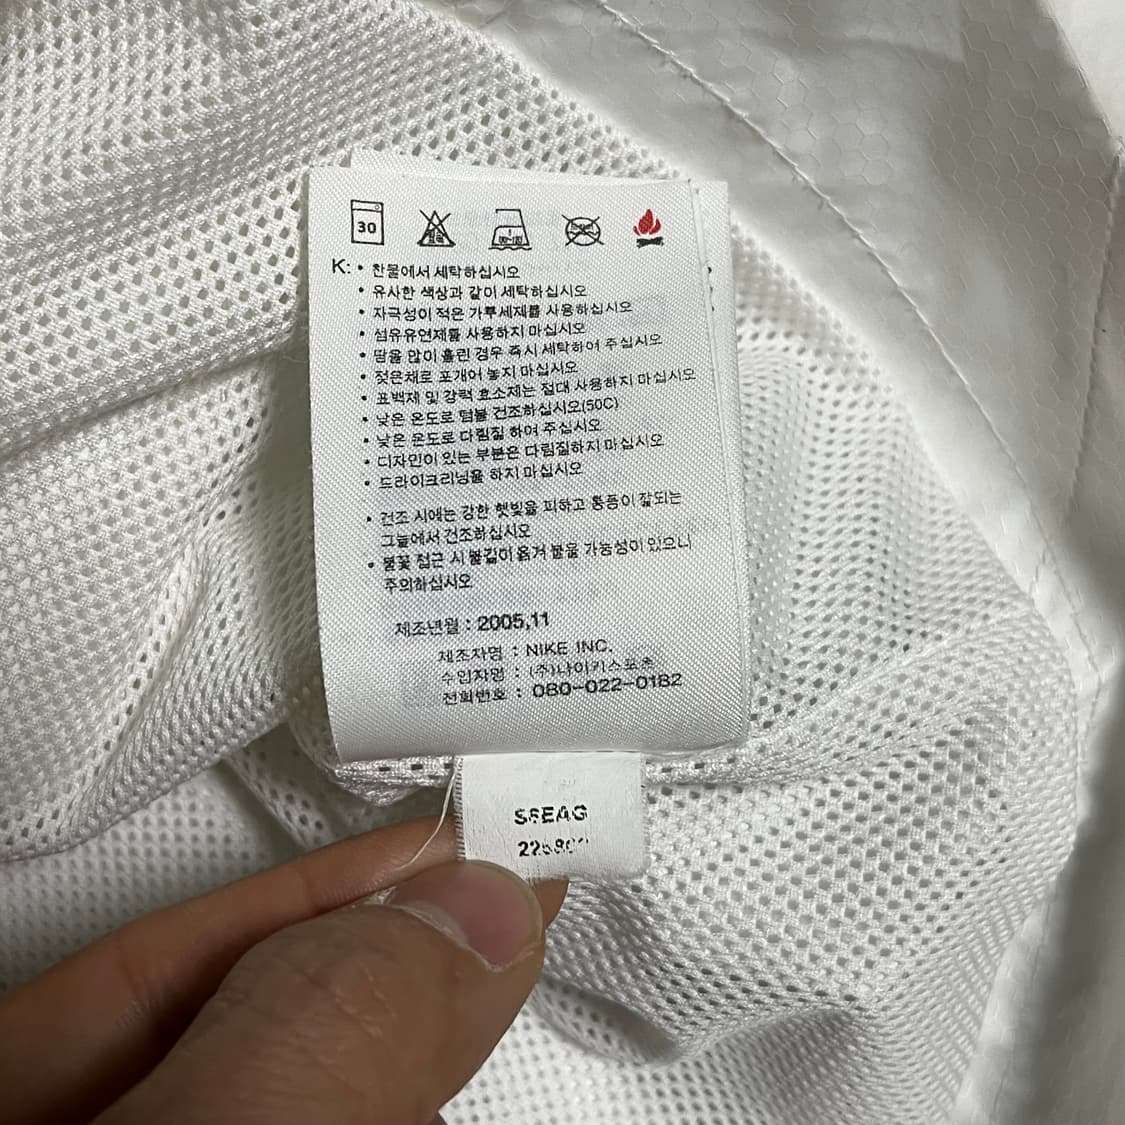 30
K: • 찬물에서 세탁하십시오
• 유사한 색상과 같이 세탁하십시오
• 자극성이 적은 가루세제를 사용하십시오
• 섬유유연제를 사용하지 마십시오
• 땀을 많이 흘린 경우 즉시 세탁하여 주십시오
• 젖은채로 포개어 놓지 마십시오
• 표백제 및 강력 효소제는 절대 사용하지 마십시오
• 낮은 온도로 텀블 건조하십시오(50C)
• 낮은 온도로 다림질 하여 주십시오
• 디자인이 있는 부분은 다림질하지 마십시오
• 드라이크리닝을 하지 마십시오
• 건조 시에는 강한 햇빛을 피하고 통풍이 잘되는
그늘에서 건조하십시오
• 불꽃 접근 시 불길이 옮겨 붙을 가능성이 있으니
주의하십시오
제조년월 : 2005.11
제조자명 : NIKE INC.
수입자명 : (주)나이키스포츠
전화번호 : 080-022-0182